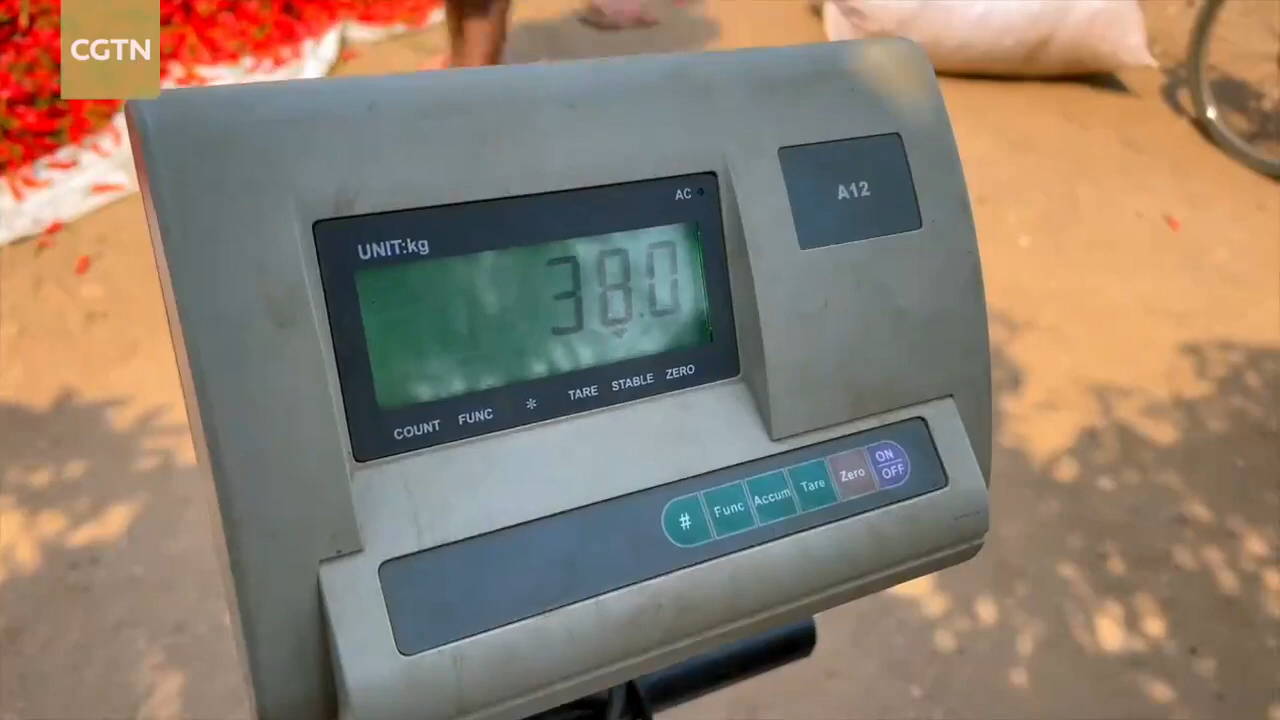 CGTN
AC
A12
UNIT:kg
38.0
COUNT FUNC * TARE STABLE ZERO
# Func Accum Tare Zero ON OFF